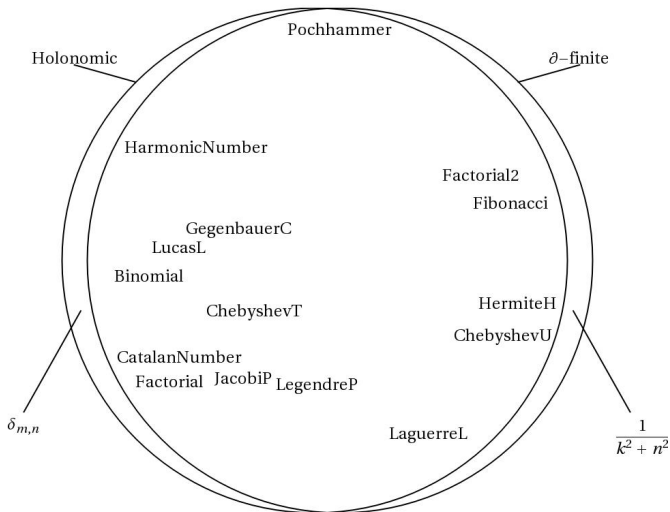 Pochhammer
Holonomic
∂−finite
HarmonicNumber
Factorial2
Fibonacci
GegenbauerC
LucasL
Binomial
HermiteH
ChebyshevT
ChebyshevU
CatalanNumber
JacobiP
Factorial
LegendreP
δm,n
LaguerreL
1
k² + n²